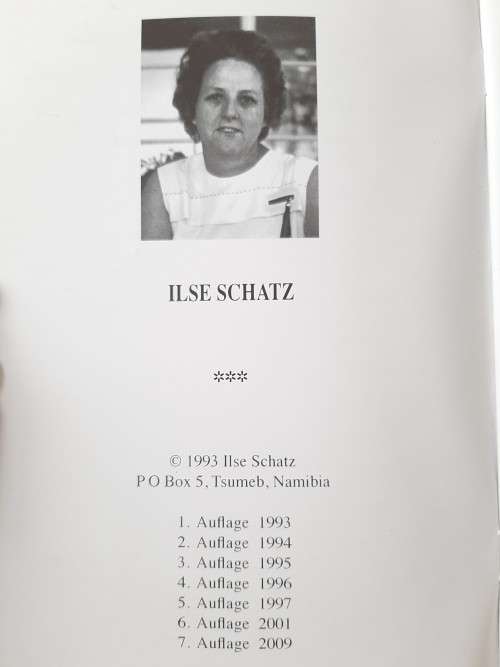 ILSE SCHATZ
***
© 1993 Ilse Schatz
P O Box 5, Tsumeb, Namibia
1. Auflage 1993
2. Auflage 1994
3. Auflage 1995
4. Auflage 1996
5. Auflage 1997
6. Auflage 2001
7. Auflage 2009